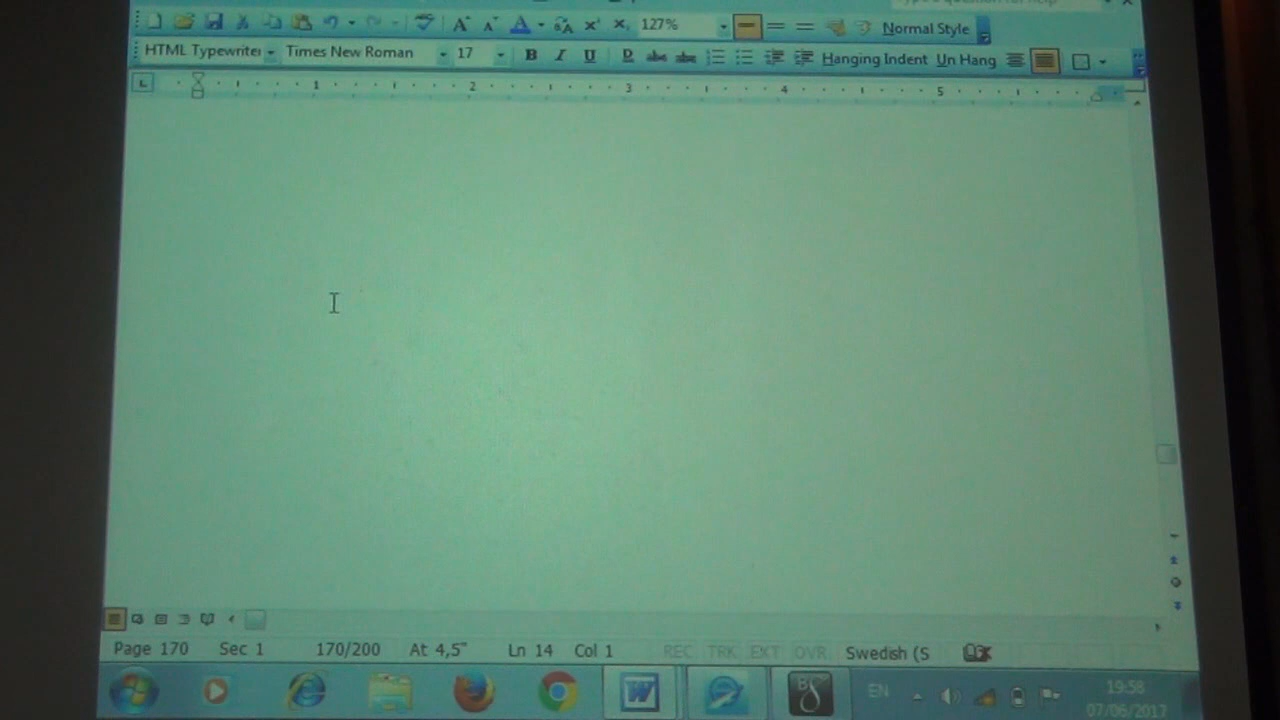 127%
Normal Style
HTML Typewriter
Times New Roman
17
B I U
Hanging Indent
Un Hang
1 2 3 4 5
Page 170 Sec 1 170/200 At 4,5" Ln 14 Col 1 REC TRK EXT OVR Swedish (S
EN
19:58
07/06/2017